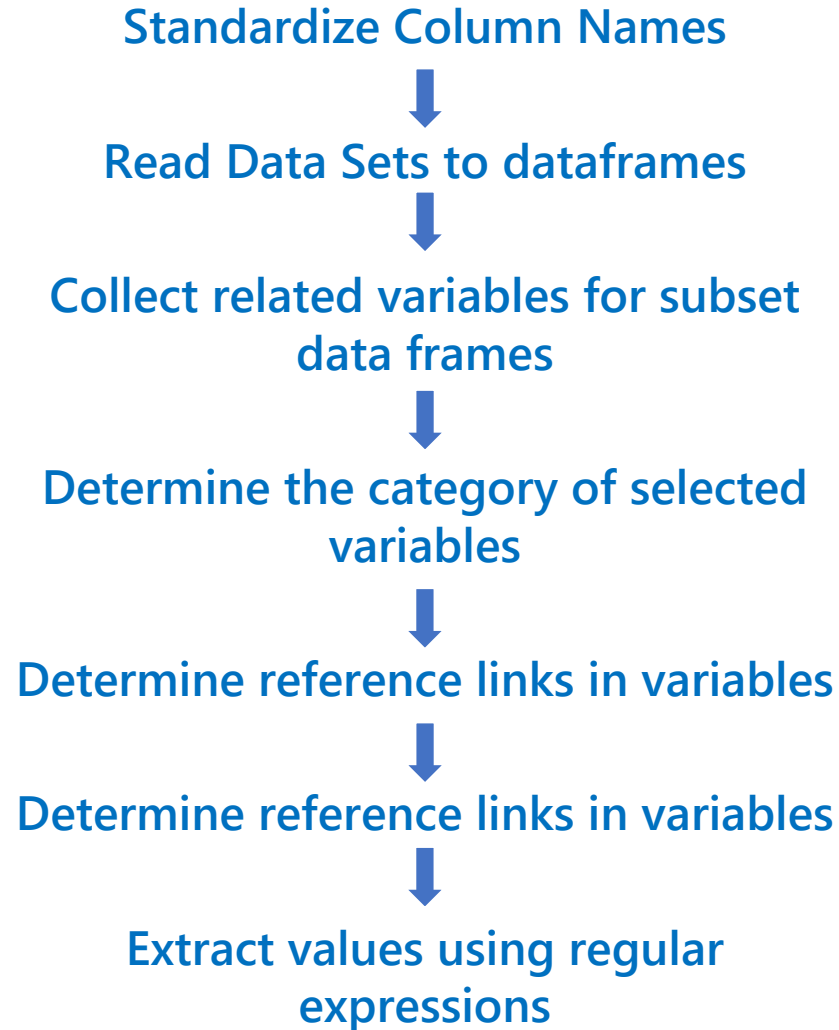 Standardize Column Names
Read Data Sets to dataframes
Collect related variables for subset
data frames
Determine the category of selected
variables
Determine reference links in variables
Determine reference links in variables
Extract values using regular
expressions